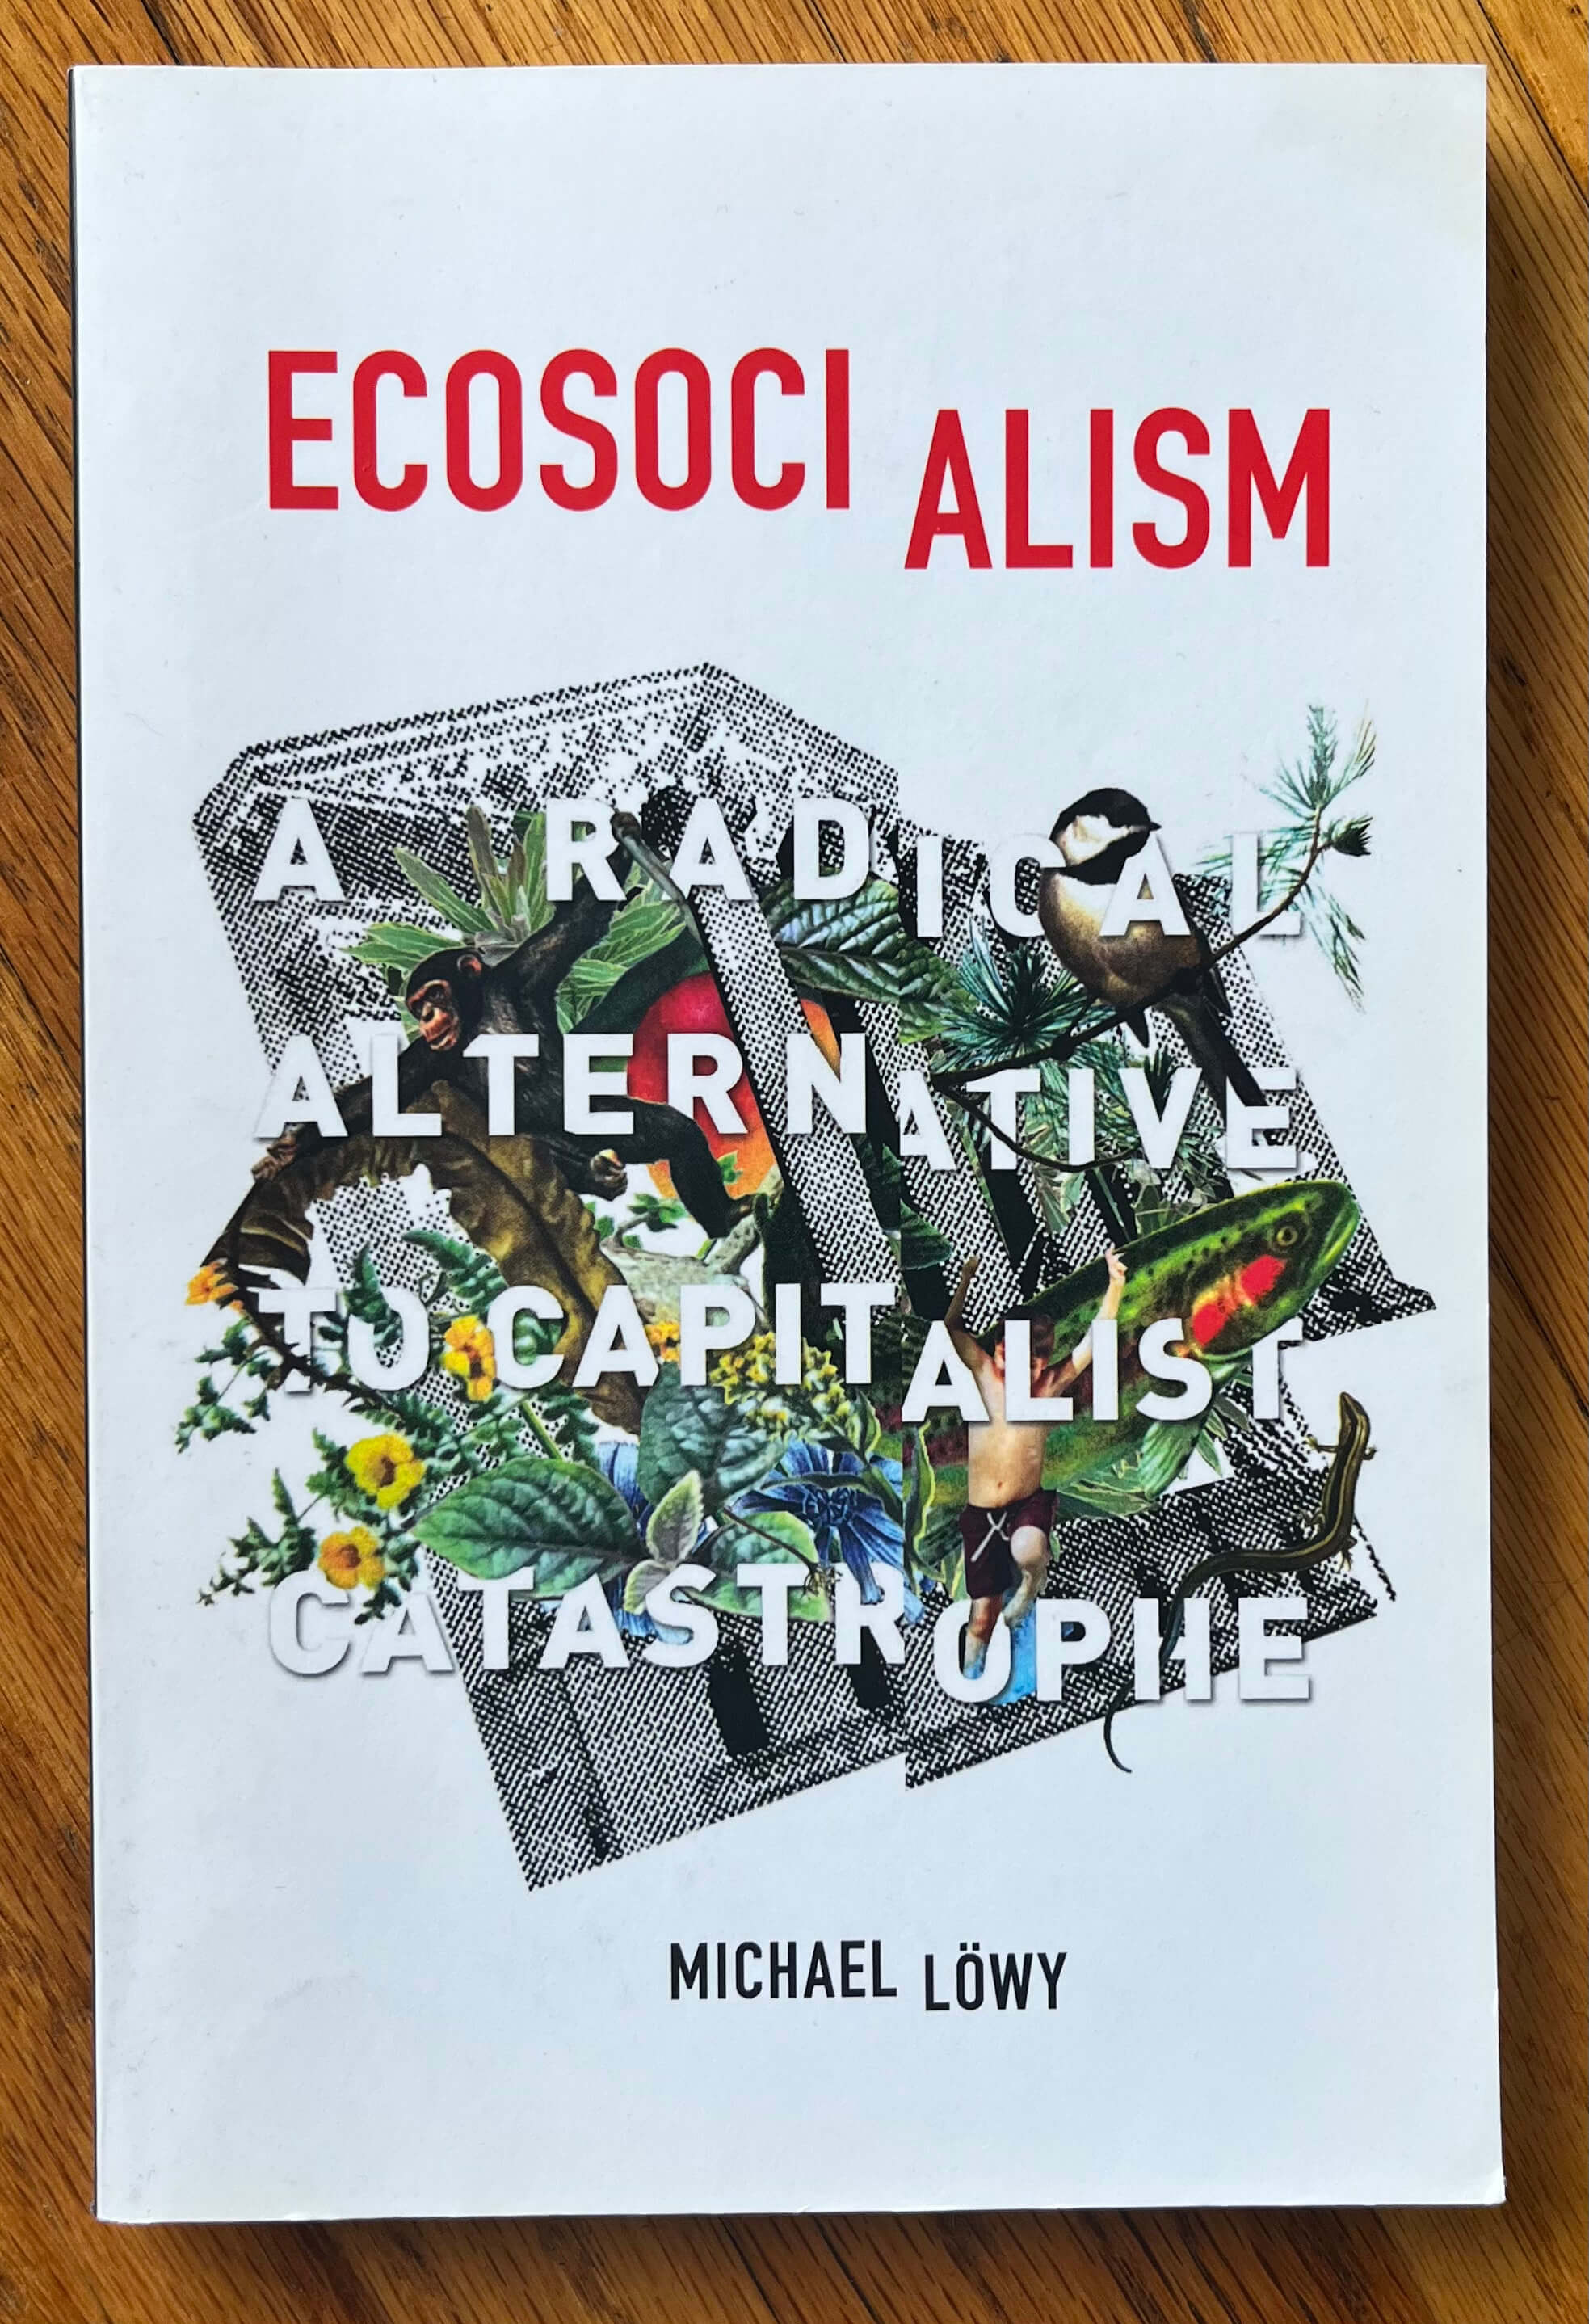 ECOSOCIALISM
A RADICAL
ALTERNATIVE
TO CAPITALIST
CATASTROPHE
MICHAEL LÖWY